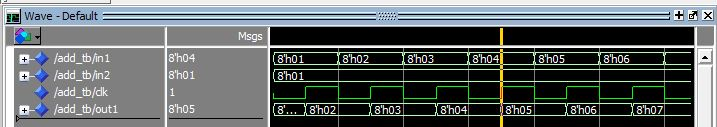 Wave - Default
Msgs
/add_tb/in1 8'h04 8'h01 8'h02 8'h03 8'h04 8'h05 8'h06
/add_tb/in2 8'h01 8'h01
/add_tb/clk 1
/add_tb/out1 8'h05 8'... 8'h02 8'h03 8'h04 8'h05 8'h06 8'h07